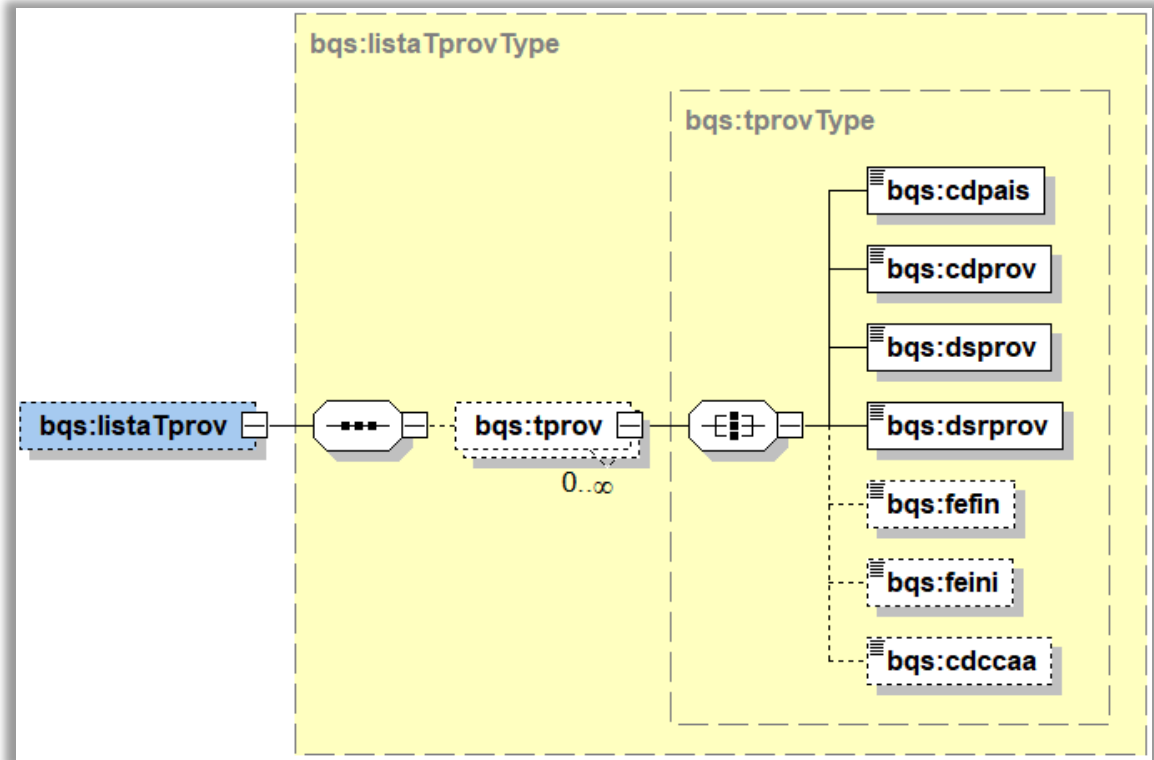 bqs:listaTprovType
bqs:tprovType
bqs:cdpais
bqs:cdprov
bqs:dsprov
bqs:listaTprov
bqs:tprov
bqs:dsrprov
0..∞
bqs:fefin
bqs:feini
bqs:cdccaa